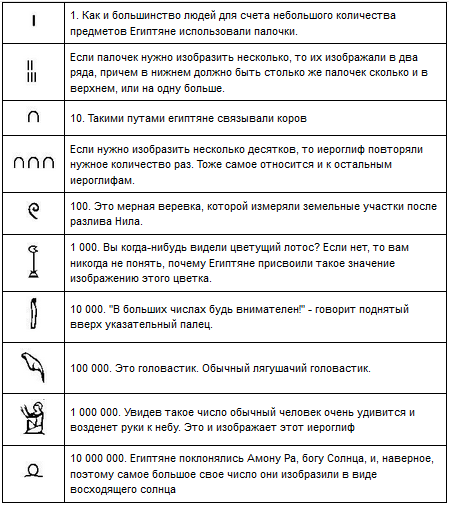 1. Как и большинство людей для счета небольшого количества
предметов Египтяне использовали палочки.
Если палочек нужно изобразить несколько, то их изображали в два
ряда, причем в нижнем должно быть столько же палочек сколько и в
верхнем, или на одну больше.
10. Такими путами египтяне связывали коров
Если нужно изобразить несколько десятков, то иероглиф повторяли
нужное количество раз. Тоже самое относится и к остальным
иероглифам.
100. Это мерная веревка, которой измеряли земельные участки после
разлива Нила.
1 000. Вы когда-нибудь видели цветущий лотос? Если нет, то вам
никогда не понять, почему Египтяне присвоили такое значение
изображению этого цветка.
10 000. "В больших числах будь внимателен!" - говорит поднятый
вверх указательный палец.
100 000. Это головастик. Обычный лягушачий головастик.
1 000 000. Увидев такое число обычный человек очень удивится и
возденет руки к небу. Это и изображает этот иероглиф
10 000 000. Египтяне поклонялись Амону Ра, богу Солнца, и, наверное,
поэтому самое большое свое число они изобразили в виде
восходящего солнца